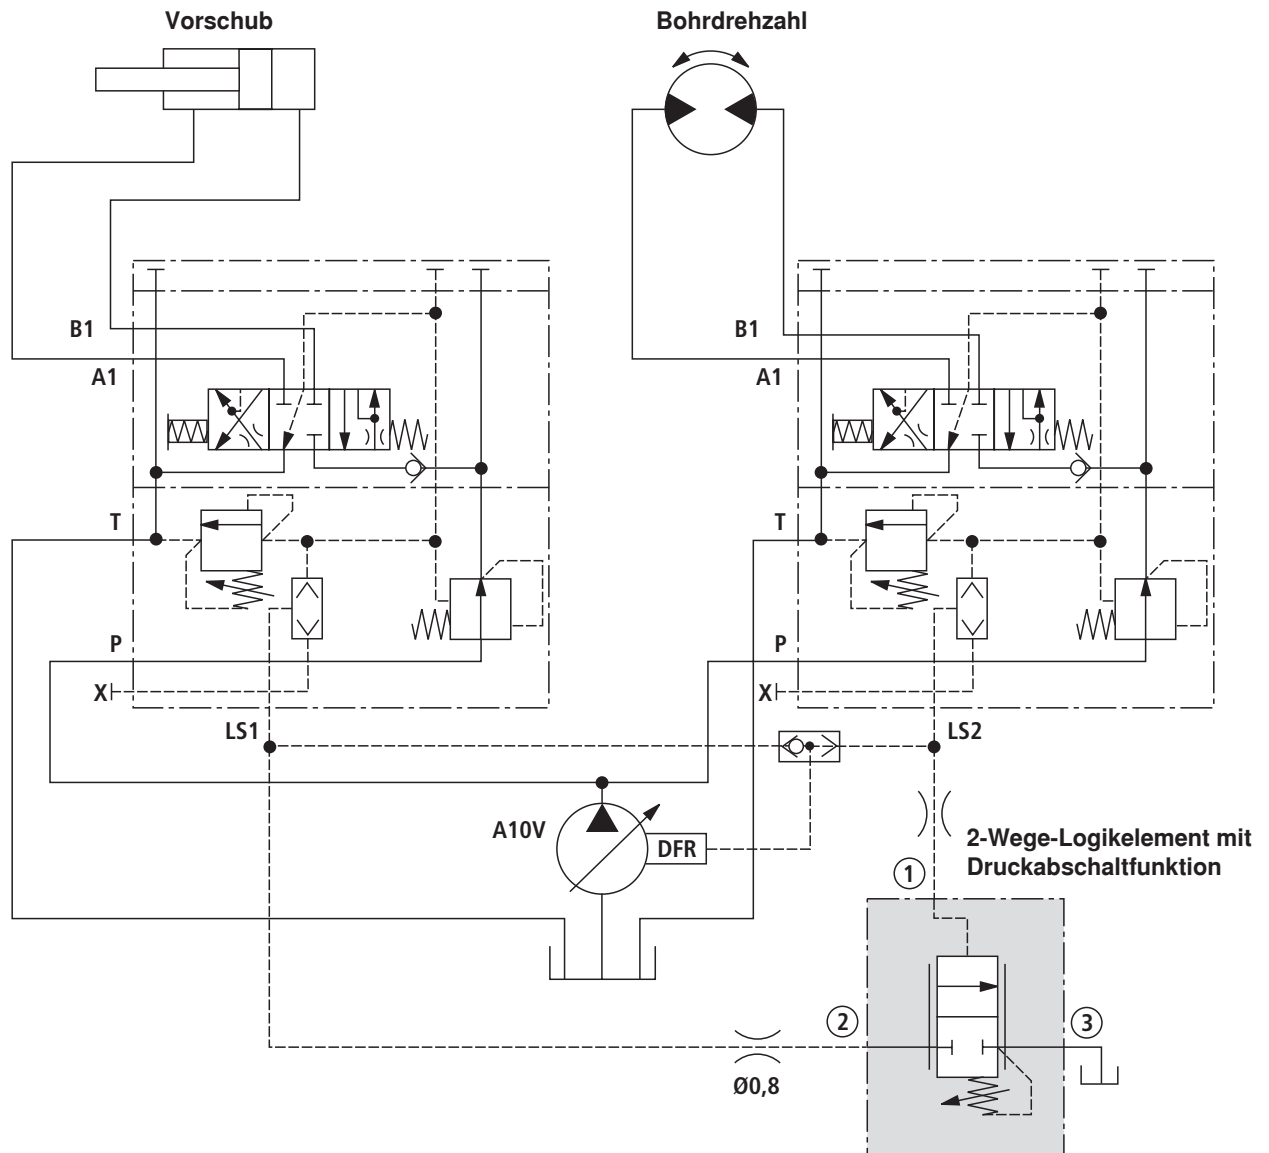 Vorschub
Bohrdrehzahl
B1
A1
T
P
X
LS1
B1
A1
T
P
X
LS2
A10V
DFR
2-Wege-Logikelement mit
Druckabschaltfunktion
1
2
3
Ø0,8